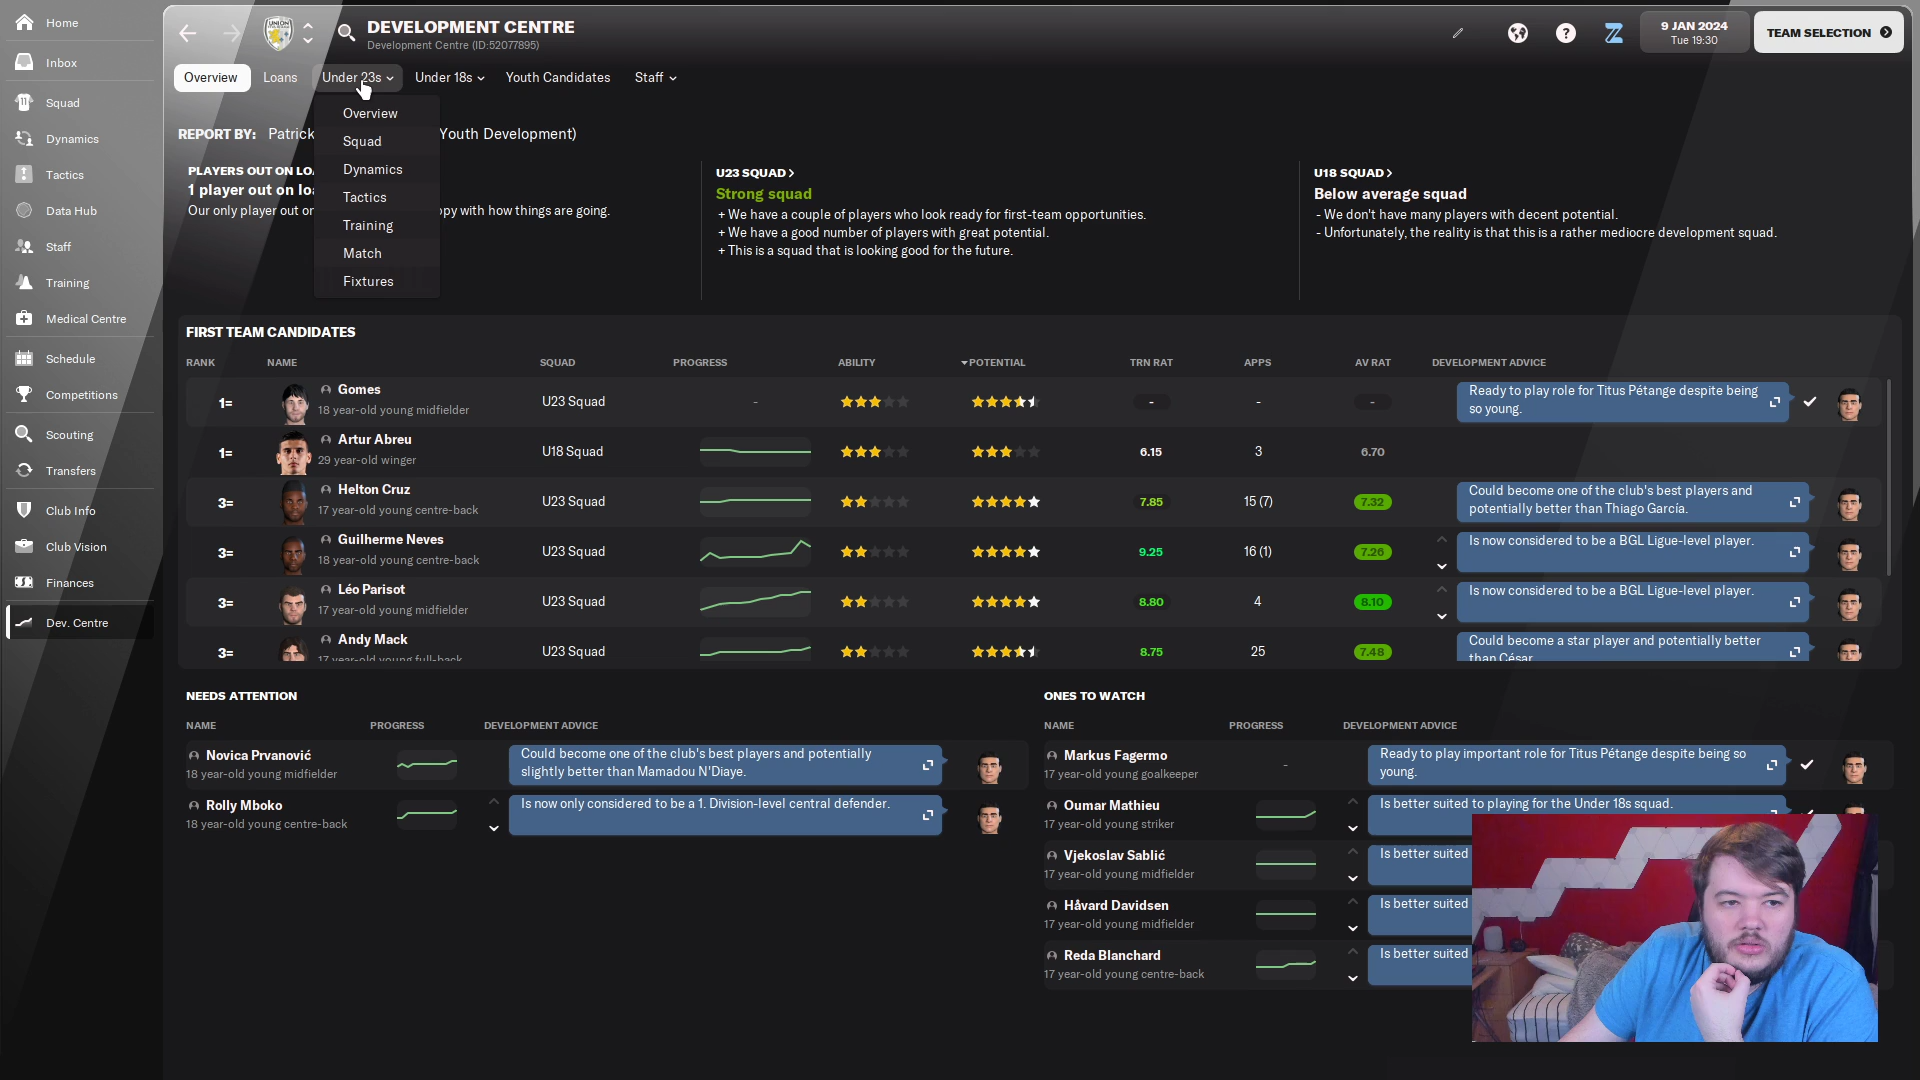 Home
Inbox
Squad
Dynamics
Tactics
Data Hub
Staff
Training
Medical Centre
Schedule
Competitions
Scouting
Transfers
Club Info
Club Vision
Finances
Dev. Centre
DEVELOPMENT CENTRE
Development Centre (ID:52077895)
9 JAN 2024
Tue 19:30
TEAM SELECTION
Overview Loans Under 23s Under 18s Youth Candidates Staff
Overview
Squad
Dynamics
Tactics
Training
Match
Fixtures
REPORT BY: Patrick Youth Development)
PLAYERS OUT ON LOA
1 player out on loa
Our only player out on ppy with how things are going.
U23 SQUAD >
Strong squad
+ We have a couple of players who look ready for first-team opportunities.
+ We have a good number of players with great potential.
+ This is a squad that is looking good for the future.
U18 SQUAD >
Below average squad
- We don't have many players with decent potential.
- Unfortunately, the reality is that this is a rather mediocre development squad.
FIRST TEAM CANDIDATES
RANK NAME SQUAD PROGRESS ABILITY POTENTIAL TRN RAT APPS AV RAT DEVELOPMENT ADVICE
1= Gomes U23 Squad - - - -
18 year-old young midfielder
Ready to play role for Titus Pétange despite being
so young.
1= Artur Abreu U18 Squad 6.15 3 6.70
29 year-old winger
3= Helton Cruz U23 Squad 7.85 15 (7) 7.32
17 year-old young centre-back
Could become one of the club's best players and
potentially better than Thiago García.
3= Guilherme Neves U23 Squad 9.25 16 (1) 7.26
18 year-old young centre-back
Is now considered to be a BGL Ligue-level player.
3= Léo Parisot U23 Squad 8.80 4 8.10
17 year-old young midfielder
Is now considered to be a BGL Ligue-level player.
3= Andy Mack U23 Squad 8.75 25 7.48
17 year-old young full-back
Could become a star player and potentially better
than César
NEEDS ATTENTION
NAME PROGRESS DEVELOPMENT ADVICE
Novica Prvanović
18 year-old young midfielder
Could become one of the club's best players and potentially
slightly better than Mamadou N'Diaye.
Rolly Mboko
18 year-old young centre-back
Is now only considered to be a 1. Division-level central defender.
ONES TO WATCH
NAME PROGRESS DEVELOPMENT ADVICE
Markus Fagermo -
17 year-old young goalkeeper
Ready to play important role for Titus Pétange despite being so
young.
Oumar Mathieu
17 year-old young striker
Is better suited to playing for the Under 18s squad.
Vjekoslav Sablić
17 year-old young midfielder
Is better suited
Håvard Davidsen
17 year-old young midfielder
Is better suited
Reda Blanchard
17 year-old young centre-back
Is better suited